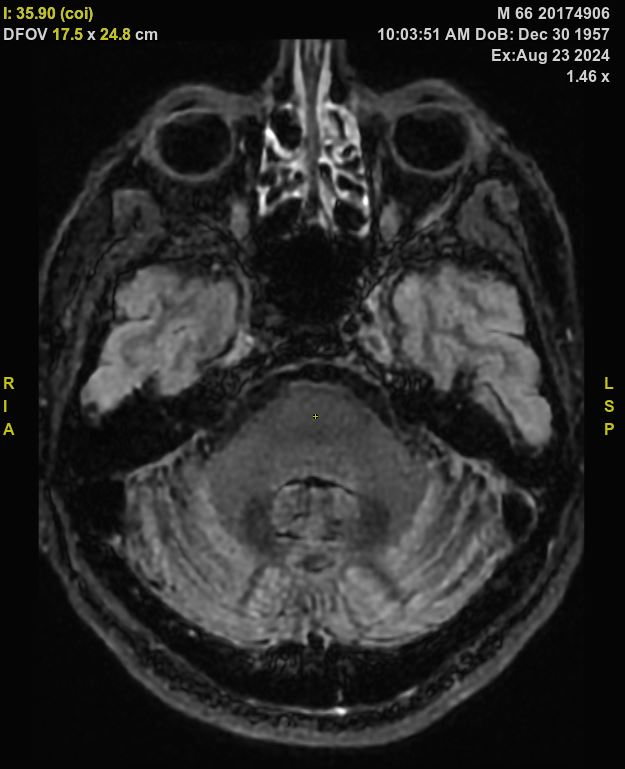 I: 35.90 (coi)
DFOV 17.5 x 24.8 cm
M 66 20174906
10:03:51 AM DoB: Dec 30 1957
Ex:Aug 23 2024
1.46 x
R
I
A
L
S
P